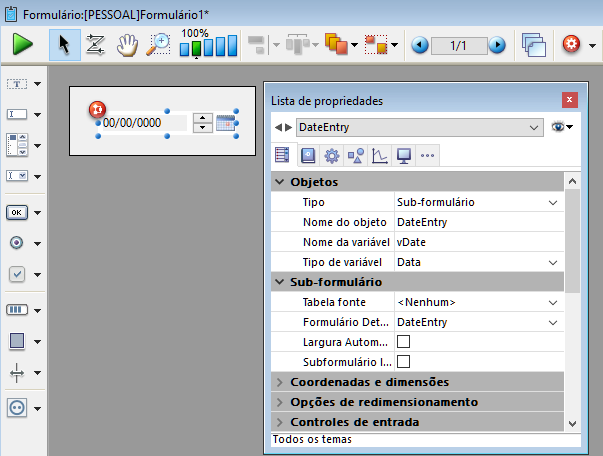 Formulário:[PESSOAL]Formulário1*
100%
1/1
00/00/0000
OK
Lista de propriedades
DateEntry
Objetos
Tipo Sub-formulário
Nome do objeto DateEntry
Nome da variável vDate
Tipo de variável Data
Sub-formulário
Tabela fonte <Nenhum>
Formulário Det... DateEntry
Largura Autom...
Subformulário I...
Coordenadas e dimensões
Opções de redimensionamento
Controles de entrada
Todos os temas